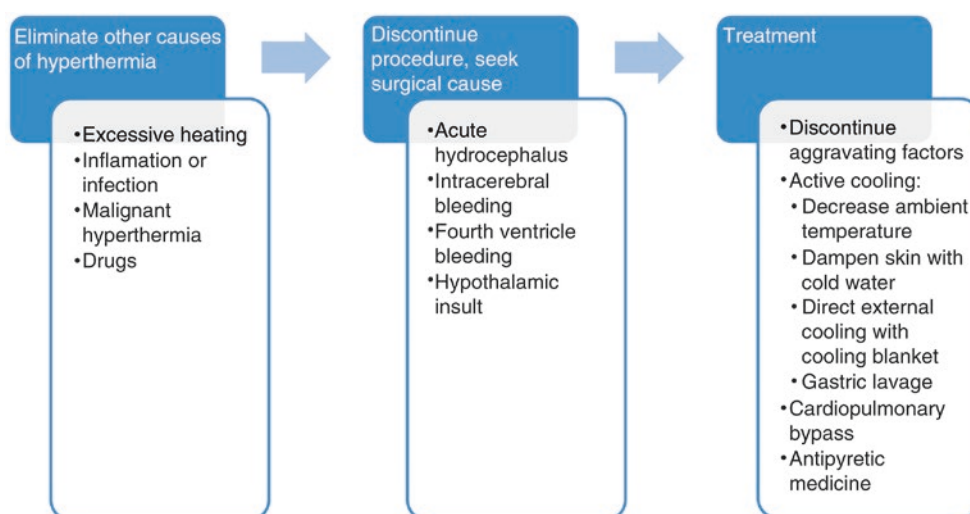 Eliminate other causes
of hyperthermia
•Excessive heating
•Inflamation or
infection
•Malignant
hyperthermia
•Drugs
Discontinue
procedure, seek
surgical cause
•Acute
hydrocephalus
•Intracerebral
bleeding
•Fourth ventricle
bleeding
•Hypothalamic
insult
Treatment
•Discontinue
aggravating factors
•Active cooling:
•Decrease ambient
temperature
•Dampen skin with
cold water
•Direct external
cooling with
cooling blanket
•Gastric lavage
•Cardiopulmonary
bypass
•Antipyretic
medicine